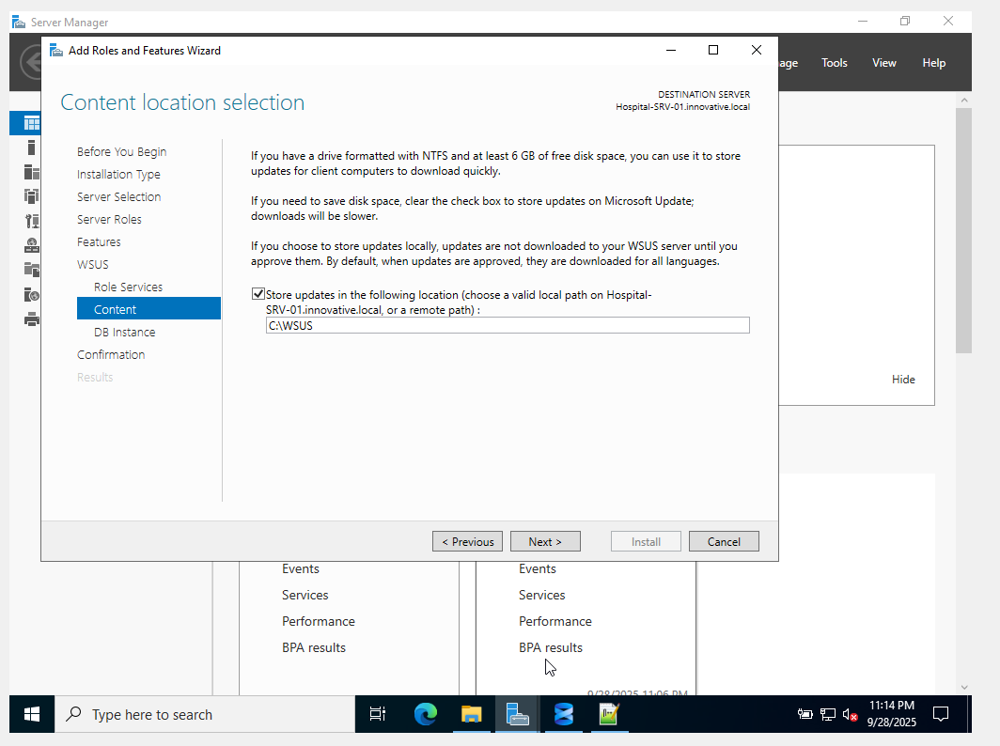 Server Manager
Add Roles and Features Wizard
Tools
View
Help
Content location selection
DESTINATION SERVER
Hospital-SRV-01.innovative.local
Before You Begin
Installation Type
Server Selection
Server Roles
Features
WSUS
Role Services
Content
DB Instance
Confirmation
Results
If you have a drive formatted with NTFS and at least 6 GB of free disk space, you can use it to store
updates for client computers to download quickly.
If you need to save disk space, clear the check box to store updates on Microsoft Update;
downloads will be slower.
If you choose to store updates locally, updates are not downloaded to your WSUS server until you
approve them. By default, when updates are approved, they are downloaded for all languages.
Store updates in the following location (choose a valid local path on Hospital-
SRV-01.innovative.local, or a remote path) :
C:\WSUS
Hide
< Previous
Next >
Install
Cancel
Events
Services
Performance
BPA results
Events
Services
Performance
BPA results
9/28/2025 11:06 PM
Type here to search
11:14 PM
9/28/2025